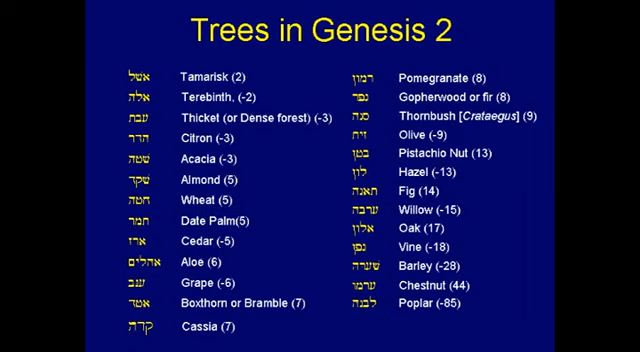 Trees in Genesis 2
אשל Tamarisk (2)
אלה Terebinth, (-2)
עבת Thicket (or Dense forest) (-3)
הדר Citron (-3)
שטה Acacia (-3)
שקד Almond (5)
חטה Wheat (5)
תמר Date Palm(5)
ארז Cedar (-5)
אהלים Aloe (6)
ענב Grape (-6)
אטד Boxthorn or Bramble (7)
קדה Cassia (7)
רמון Pomegranate (8)
גפר Gopherwood or fir (8)
סנה Thornbush [Crataegus] (9)
זית Olive (-9)
בטן Pistachio Nut (13)
לוז Hazel (-13)
תאנה Fig (14)
ערבה Willow (-15)
אלון Oak (17)
גפן Vine (-18)
שערה Barley (-28)
ערמו Chestnut (44)
לבנה Poplar (-85)